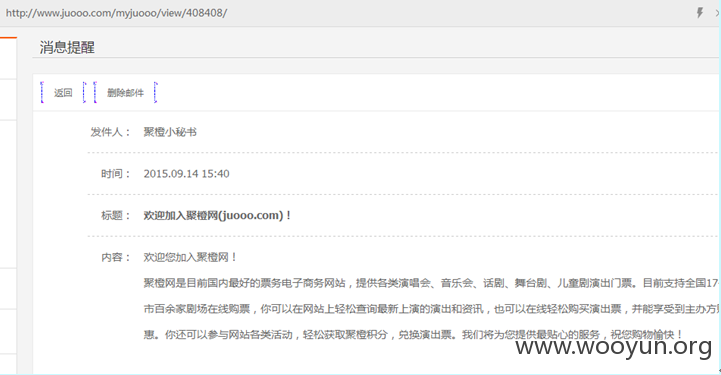 http://www.juooo.com/myjuooo/view/408408/
消息提醒
返回 删除邮件
发件人： 聚橙小秘书
时间： 2015.09.14 15:40
标题： 欢迎加入聚橙网(juooo.com)！
内容： 欢迎您加入聚橙网！
聚橙网是目前国内最好的票务电子商务网站，提供各类演唱会、音乐会、话剧、舞台剧、儿童剧演出门票。目前支持全国17
市百余家剧场在线购票，你可以在网站上轻松查询最新上演的演出和资讯，也可以在线轻松购买演出票，并能享受到主办方
惠。你还可以参与网站各类活动，轻松获取聚橙积分，兑换演出票。我们将为您提供最贴心的服务，祝您购物愉快！
www.wooyun.org